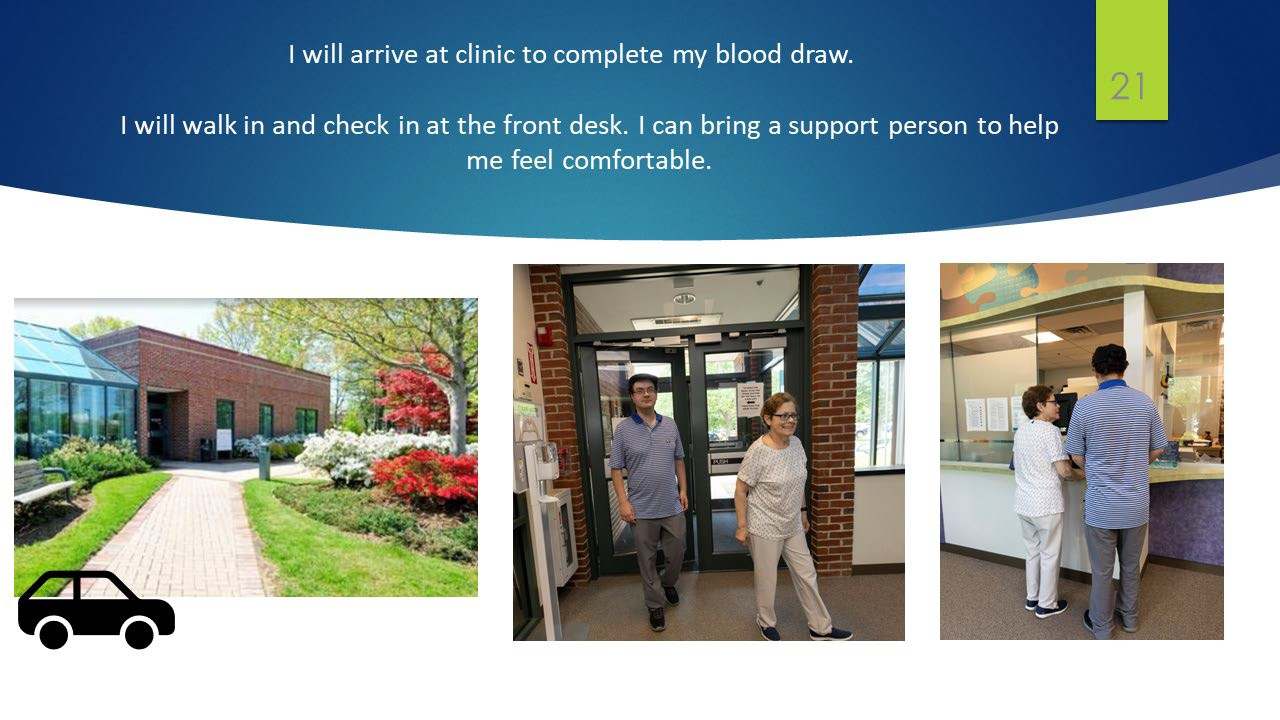 I will arrive at clinic to complete my blood draw.
21
I will walk in and check in at the front desk. I can bring a support person to help
me feel comfortable.
PUSH